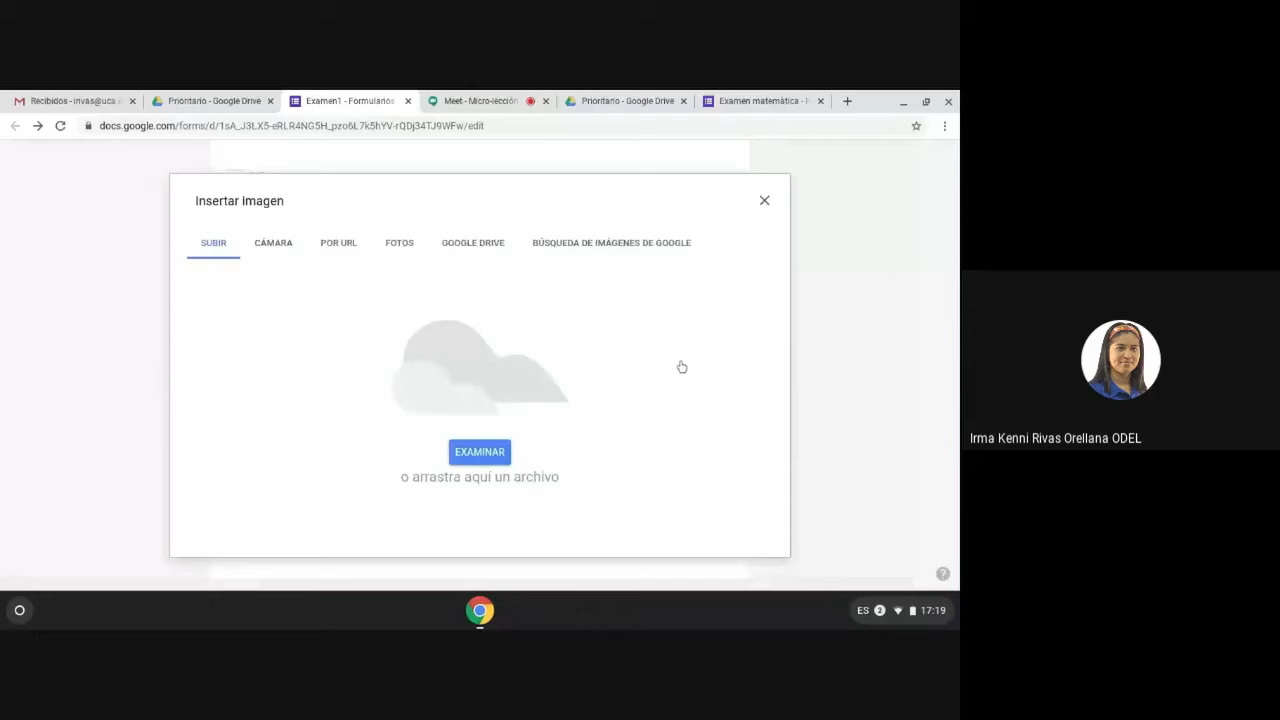 Recibidos - irivas@uca.e
Prioritario - Google Drive
Examen1 - Formularios
Meet - Micro-lección
Prioritario - Google Drive
Examen matemática -
docs.google.com/forms/d/1sA_J3LX5-eRLR4NG5H_pzo6L7k5hYV-rQDj34TJ9WFw/edit
Insertar imagen
SUBIR
CÁMARA
POR URL
FOTOS
GOOGLE DRIVE
BÚSQUEDA DE IMÁGENES DE GOOGLE
EXAMINAR
o arrastra aquí un archivo
Irma Kenni Rivas Orellana ODEL
ES 2 17:19